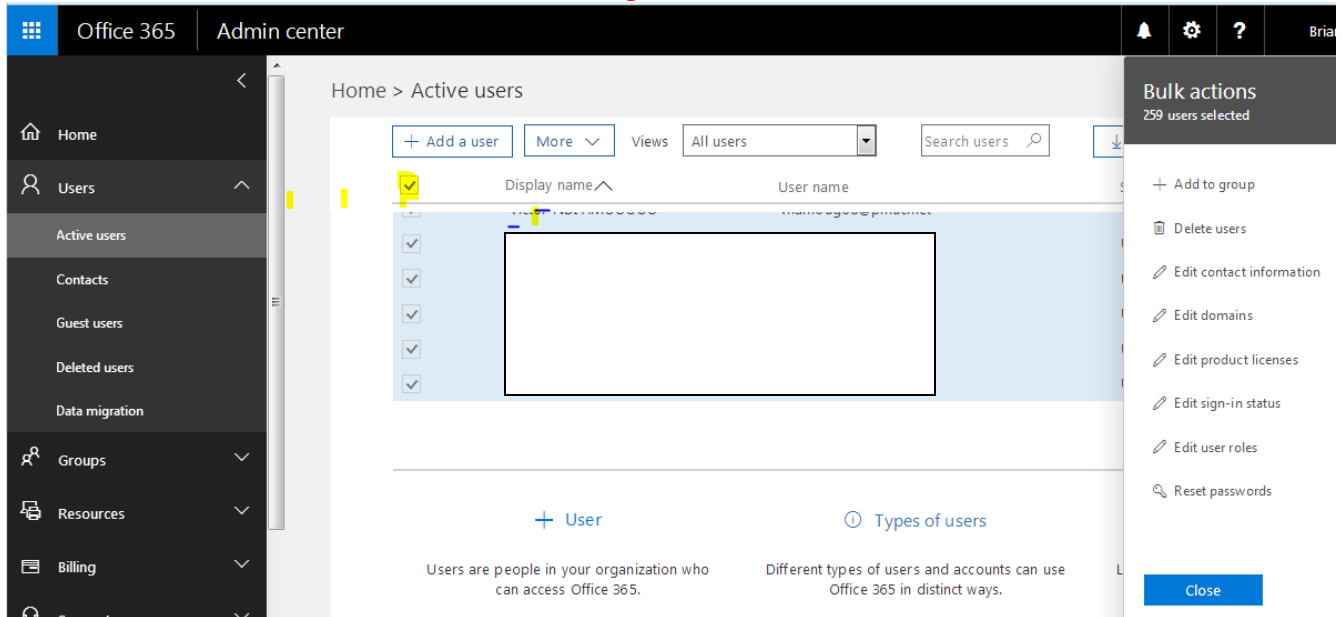 Office 365
Admin center
Brian
Home > Active users
Bulk actions
259 users selected
Home
Users
Active users
Contacts
Guest users
Deleted users
Data migration
Groups
Resources
Billing
+ Add a user
More
Views
All users
Search users
Display name
User name
+ User
Users are people in your organization who
can access Office 365.
Types of users
Different types of users and accounts can use
Office 365 in distinct ways.
L
+ Add to group
Delete users
Edit contact information
Edit domains
Edit product licenses
Edit sign-in status
Edit user roles
Reset passwords
Close